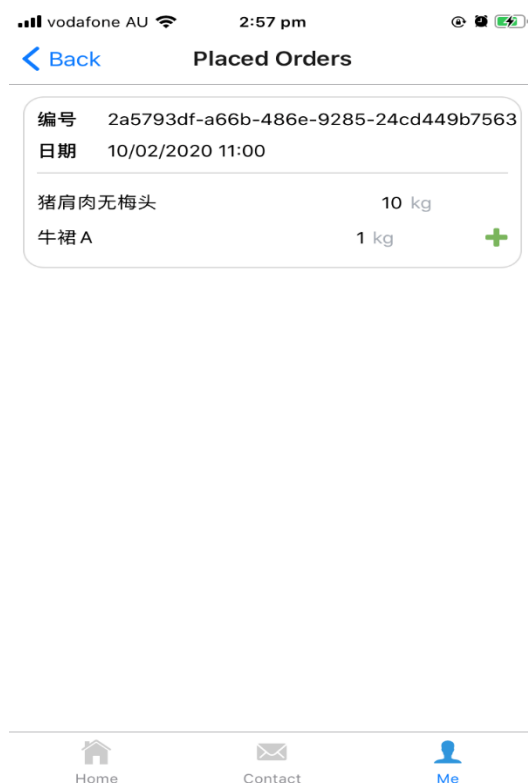 vodafone AU 2:57 pm
Back Placed Orders
编号 2a5793df-a66b-486e-9285-24cd449b7563
日期 10/02/2020 11:00
猪肩肉无梅头 10 kg
牛裙 A 1 kg
Home Contact Me